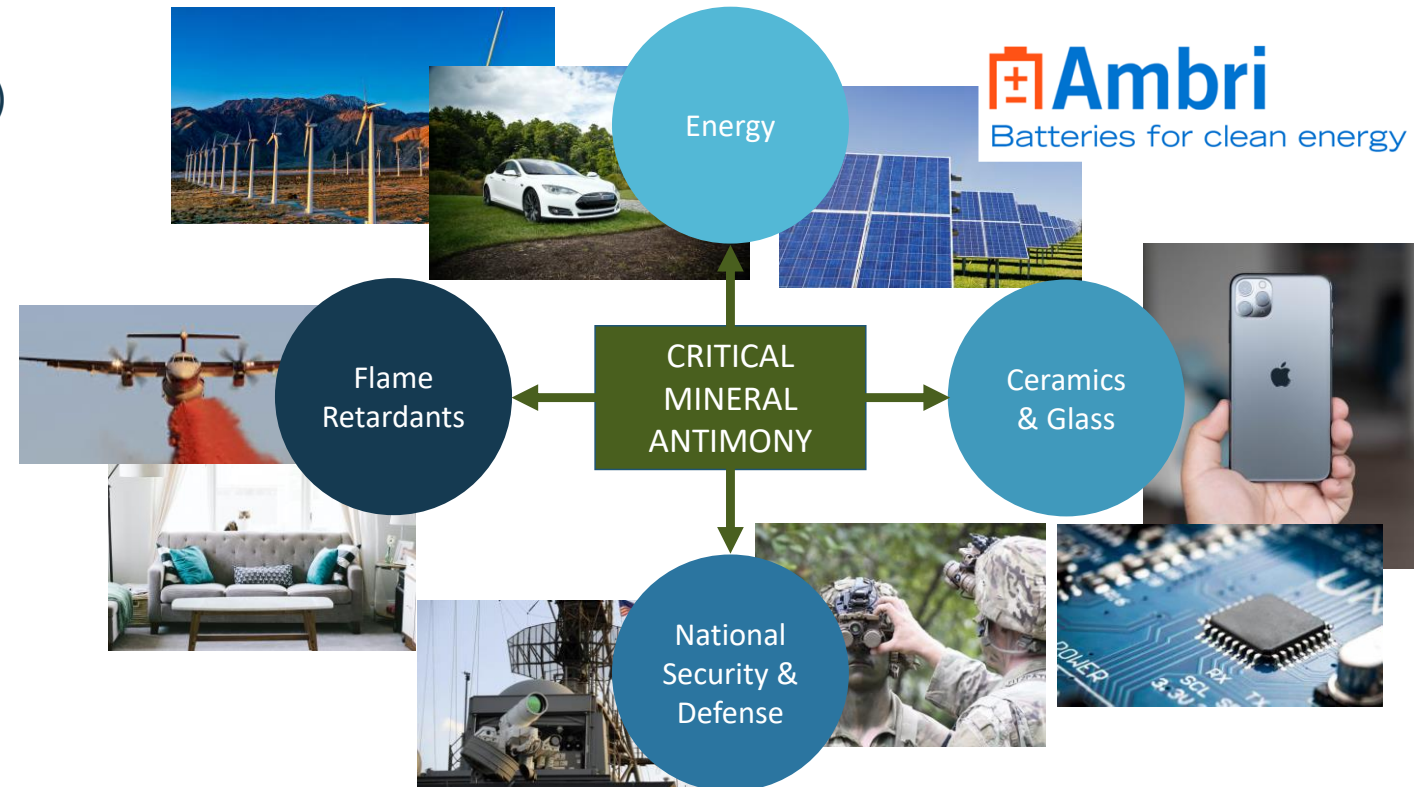 Ambri
Batteries for clean energy
Energy
CRITICAL
MINERAL
ANTIMONY
Flame
Retardants
Ceramics
& Glass
National
Security &
Defense
POWER
SCL
RX
TX
3.3V
UN